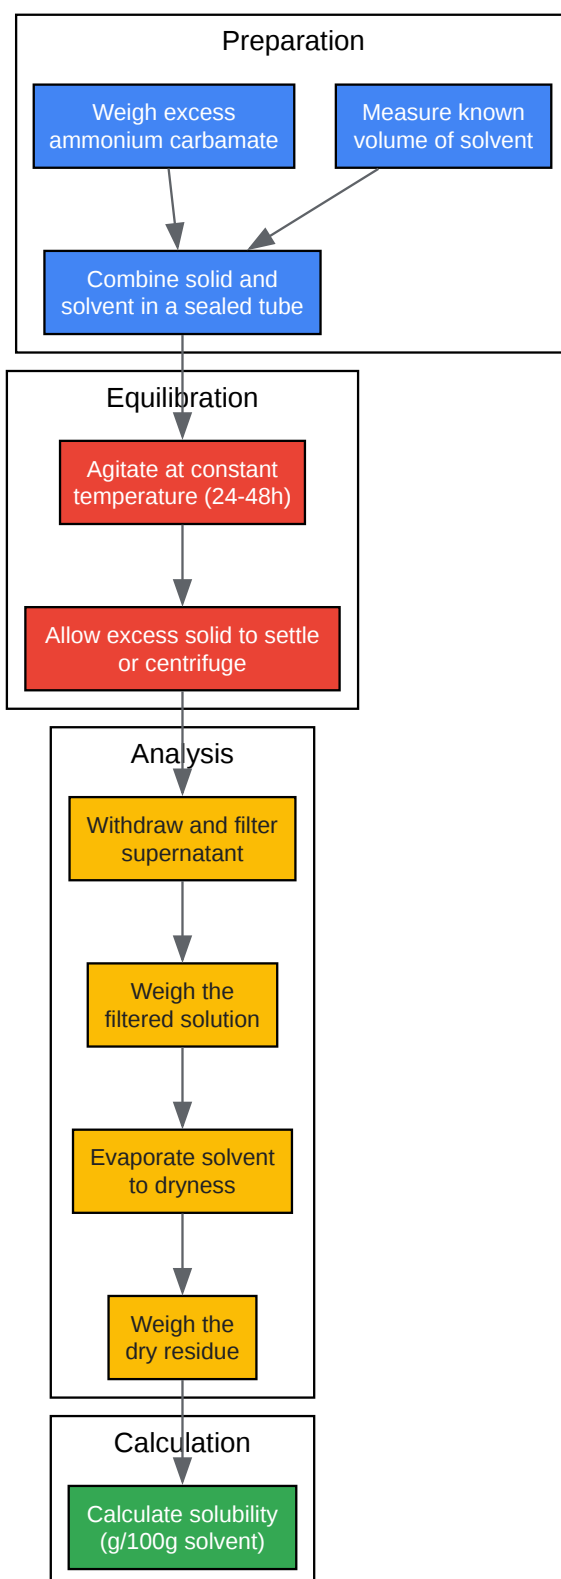 Preparation
Weigh excess
ammonium carbamate
Measure known
volume of solvent
Combine solid and
solvent in a sealed tube
Equilibration
Agitate at constant
temperature (24-48h)
Allow excess solid to settle
or centrifuge
Analysis
Withdraw and filter
supernatant
Weigh the
filtered solution
Evaporate solvent
to dryness
Weigh the
dry residue
Calculation
Calculate solubility
(g/100g solvent)